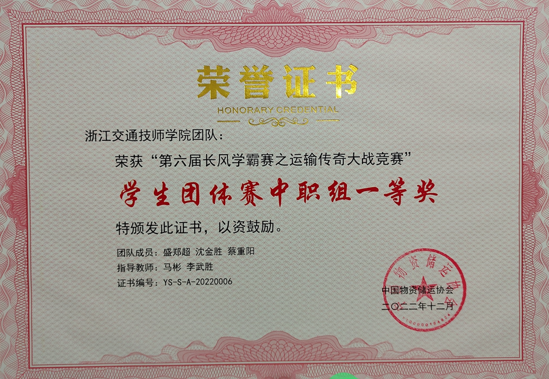 荣誉证书
HONORARY CREDENTIAL
浙江交通技师学院团队：
荣获“第六届长风学霸赛之运输传奇大战竞赛”
学生团体赛中职组一等奖
特颁发此证书，以资鼓励。
团队成员：盛郑超 沈金胜 蔡重阳
指导教师：马彬 李武胜
证书编号：YS-S-A-20220006
中国物资储运协会
二〇二二年十二月